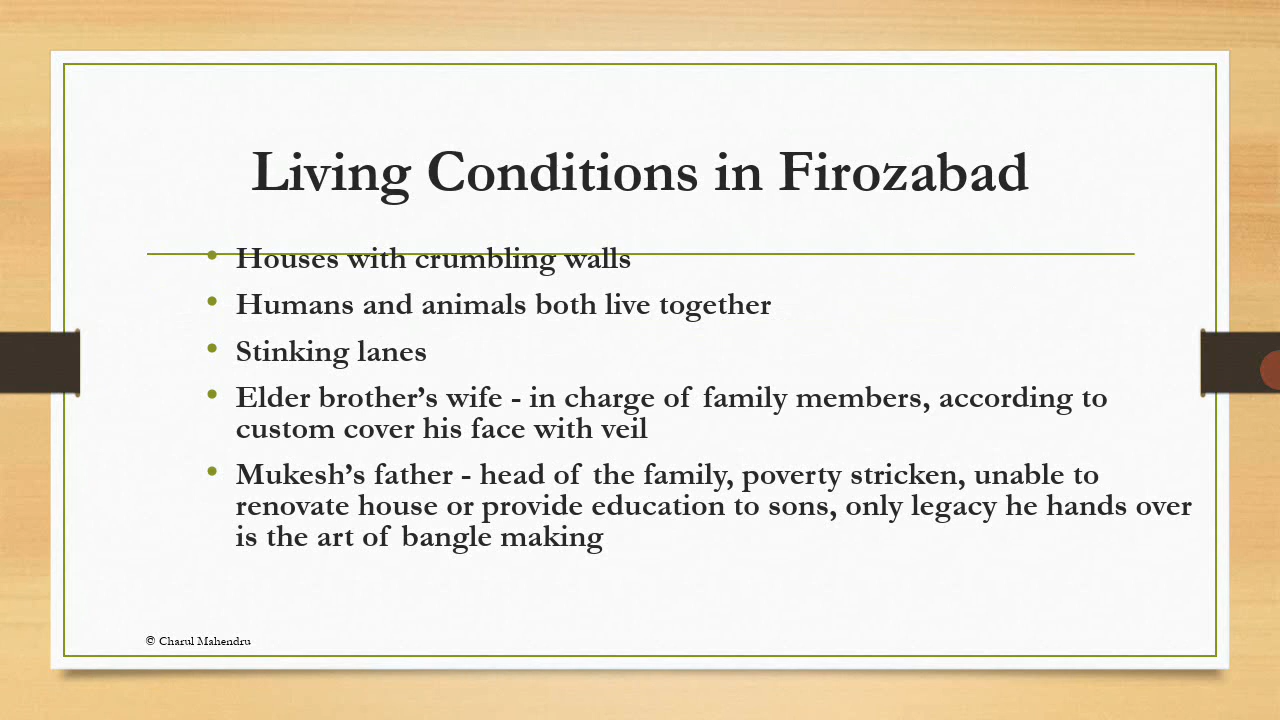 Living Conditions in Firozabad
• Houses with crumbling walls
• Humans and animals both live together
• Stinking lanes
• Elder brother’s wife - in charge of family members, according to
custom cover his face with veil
• Mukesh’s father - head of the family, poverty stricken, unable to
renovate house or provide education to sons, only legacy he hands over
is the art of bangle making
© Charul Mahendru